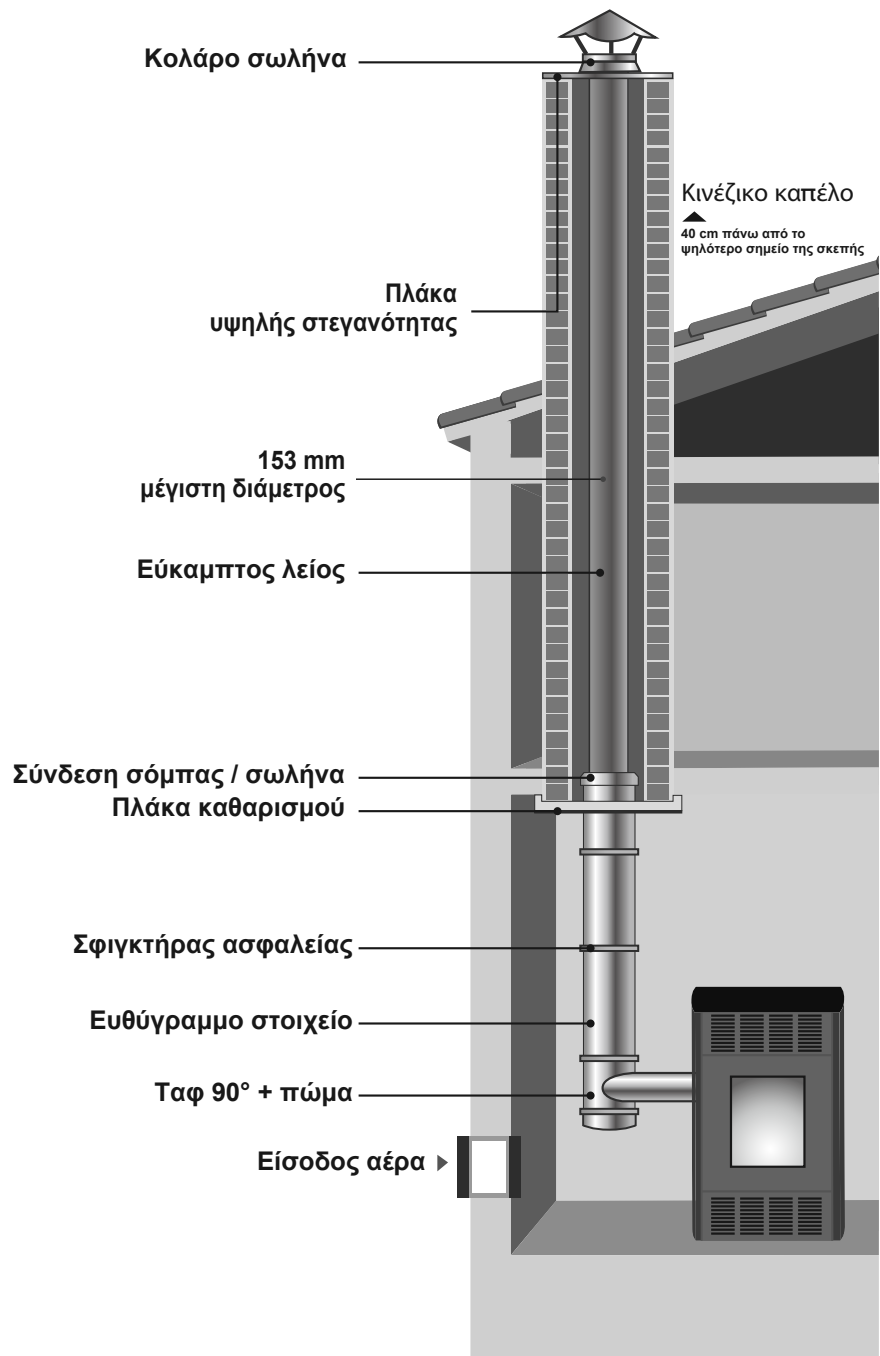 Κολάρο σωλήνα
Κινέζικο καπέλο
40 cm πάνω από το
ψηλότερο σημείο της σκεπής
Πλάκα
υψηλής στεγανότητας
153 mm
μέγιστη διάμετρος
Εύκαμπτος λείος
Σύνδεση σόμπας / σωλήνα
Πλάκα καθαρισμού
Σφιγκτήρας ασφαλείας
Ευθύγραμμο στοιχείο
Ταφ 90° + πώμα
Είσοδος αέρα